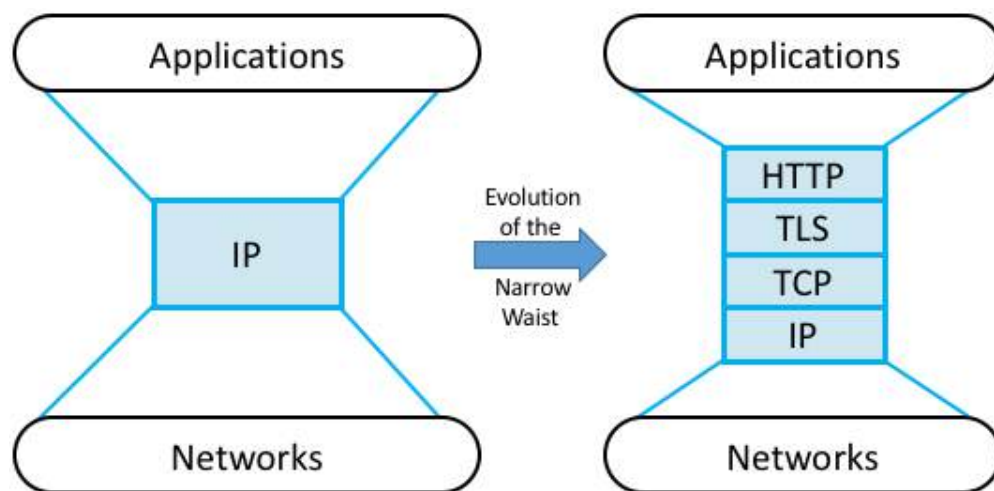 Applications
IP
Networks
Evolution
of the
Narrow
Waist
Applications
HTTP
TLS
TCP
IP
Networks